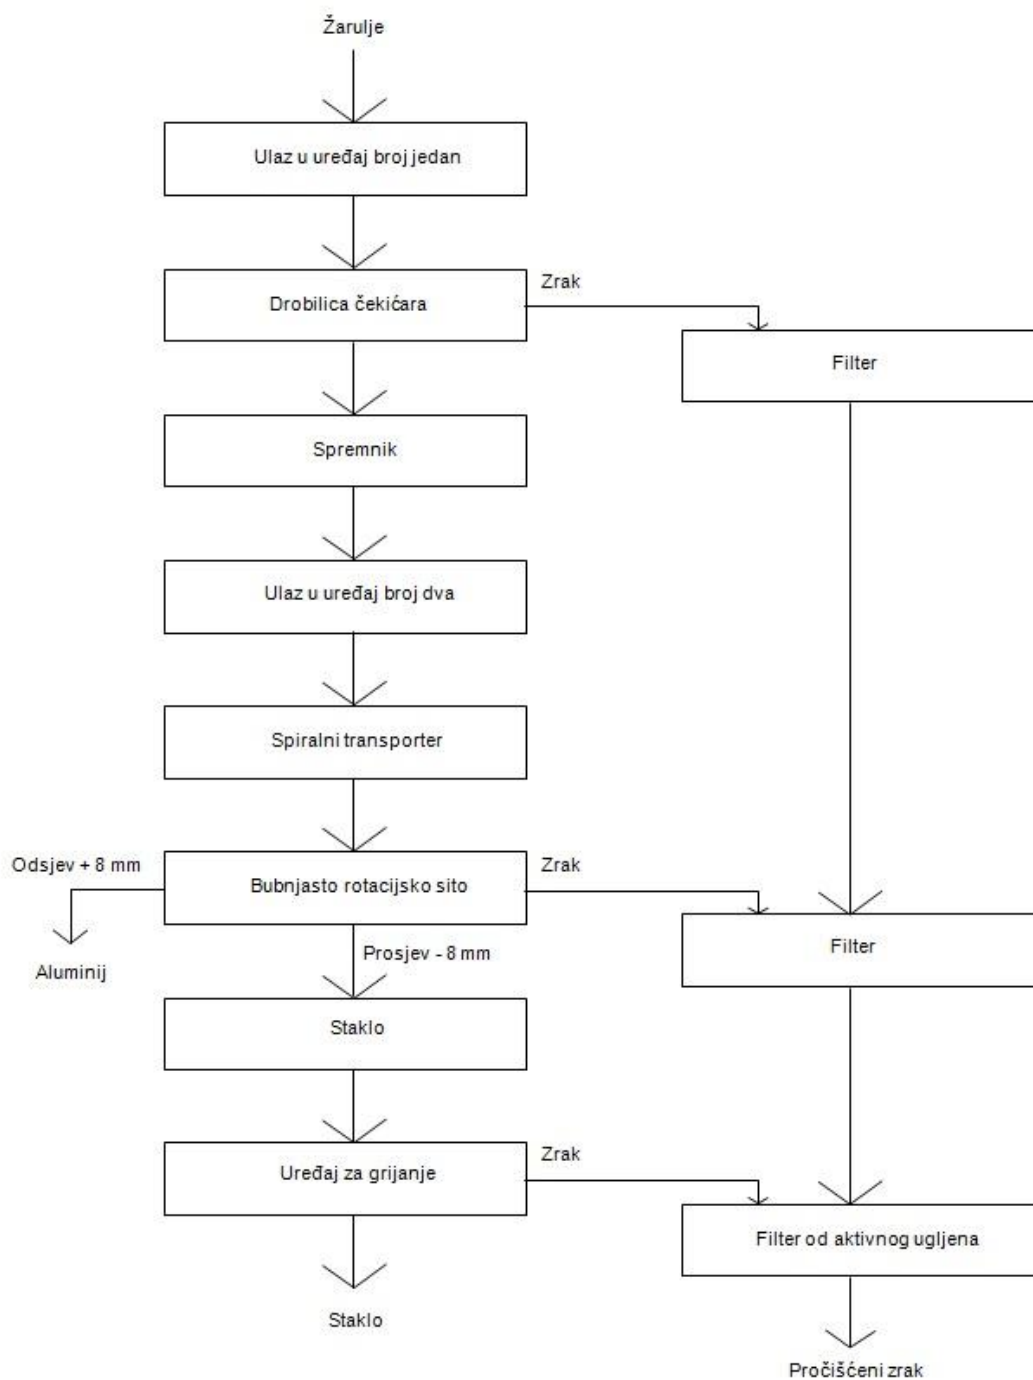 Žarulje
Ulaz u uređaj broj jedan
Drobilica čekićara
Zrak
Filter
Spremnik
Ulaz u uređaj broj dva
Spiralni transporter
Odsjev + 8 mm
Bubnjasto rotacijsko sito
Zrak
Aluminij
Prosjev - 8 mm
Filter
Staklo
Uređaj za grijanje
Zrak
Filter od aktivnog ugljena
Staklo
Pročišćeni zrak